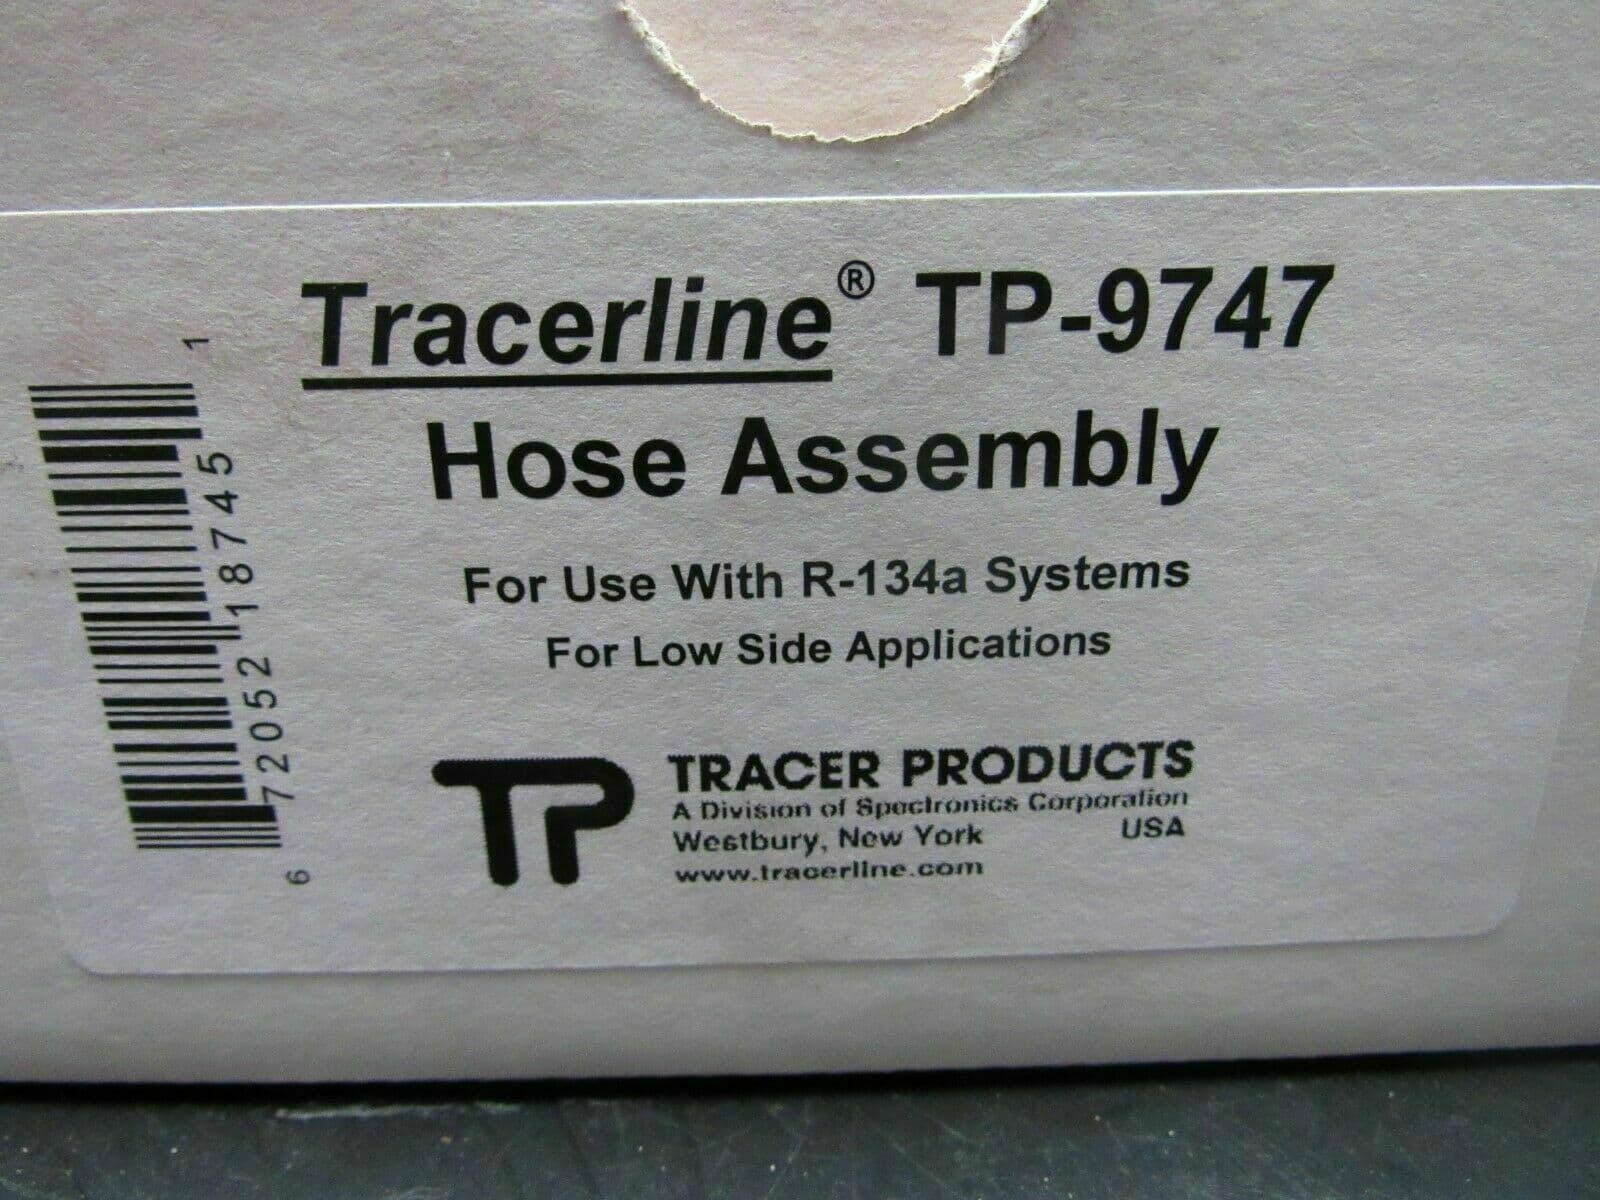 Tracerline® TP-9747
Hose Assembly
For Use With R-134a Systems
For Low Side Applications
TP TRACER PRODUCTS
A Division of Spectronics Corporation
Westbury, New York USA
www.tracerline.com
6 72052 18745 1